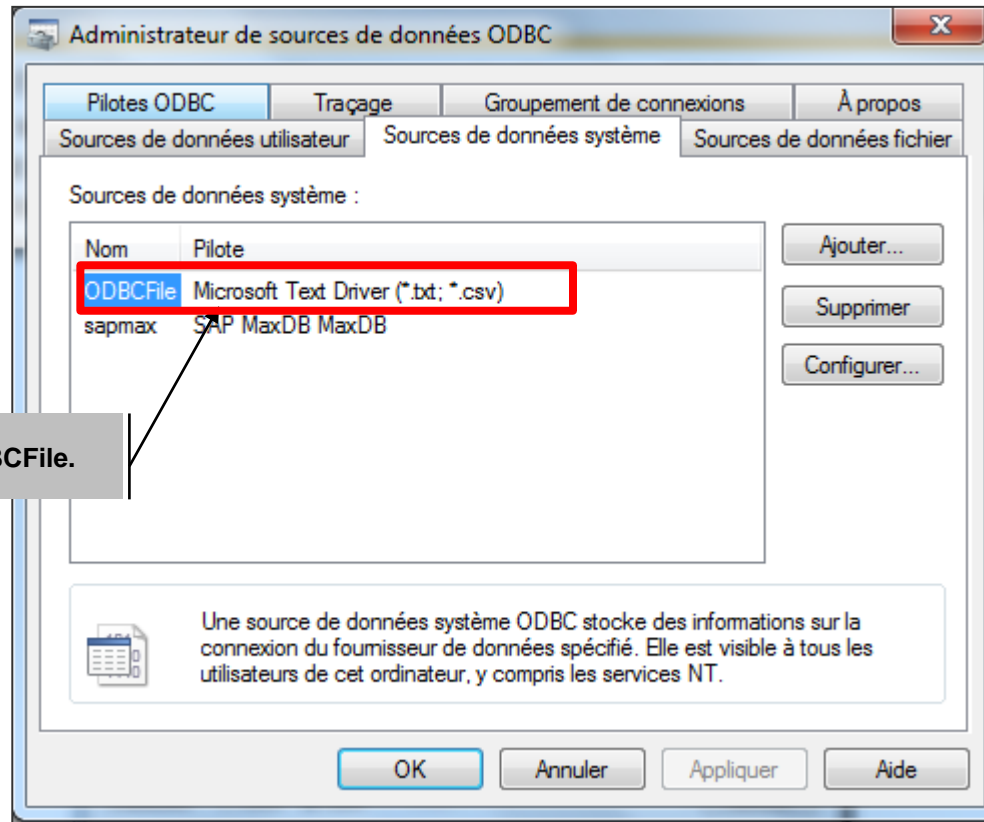 Administrateur de sources de données ODBC
Pilotes ODBC Traçage Groupement de connexions À propos
Sources de données utilisateur Sources de données système Sources de données fichier
Sources de données système :
Nom Pilote
ODBCFile Microsoft Text Driver (*.txt; *.csv)
sapmax SAP MaxDB MaxDB
Ajouter...
Supprimer
Configurer...
CFile.
Une source de données système ODBC stocke des informations sur la
connexion du fournisseur de données spécifié. Elle est visible à tous les
utilisateurs de cet ordinateur, y compris les services NT.
OK Annuler Appliquer Aide